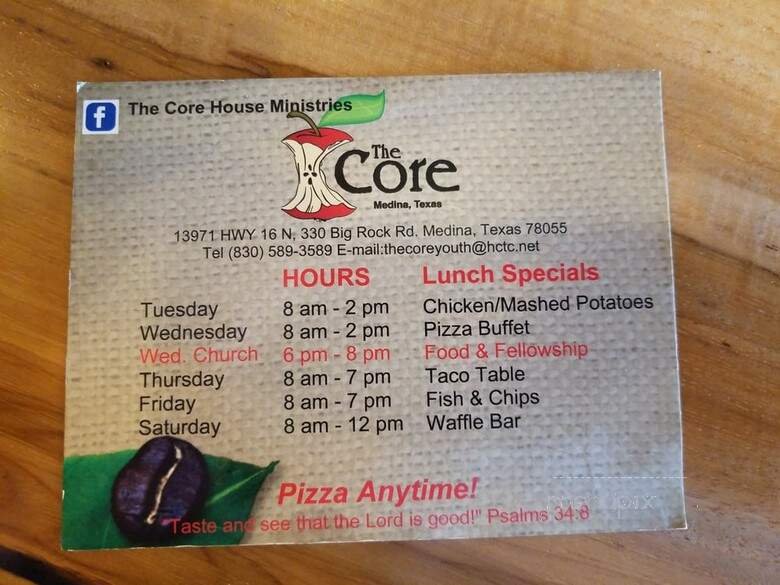 f
The Core House Ministries
The
Core
Medina, Texas
13971 HWY 16 N, 330 Big Rock Rd. Medina, Texas 78055
Tel (830) 589-3589 E-mail:thecoreyouth@hctc.net
HOURS Lunch Specials
Tuesday 8 am - 2 pm Chicken/Mashed Potatoes
Wednesday 8 am - 2 pm Pizza Buffet
Wed. Church 6 pm - 8 pm Food & Fellowship
Thursday 8 am - 7 pm Taco Table
Friday 8 am - 7 pm Fish & Chips
Saturday 8 am - 12 pm Waffle Bar
Pizza Anytime!
"Taste and see that the Lord is good!" Psalms 34:8